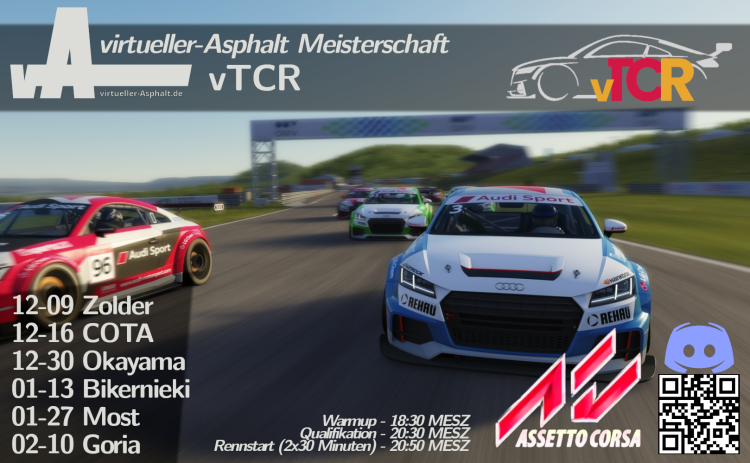 vA
virtueller-Asphalt Meisterschaft
vTCR
virtueller-Asphalt.de
vTCR
Audi Sport
3
Audi Sport
96
REHAU
REHAU
12-09 Zolder
12-16 COTA
12-30 Okayama
01-13 Bikernieki
01-27 Most
02-10 Goria
Warmup - 18:30 MESZ
Qualifikation - 20:30 MESZ
Rennstart (2x30 Minuten) - 20:50 MESZ
ASSETTO CORSA